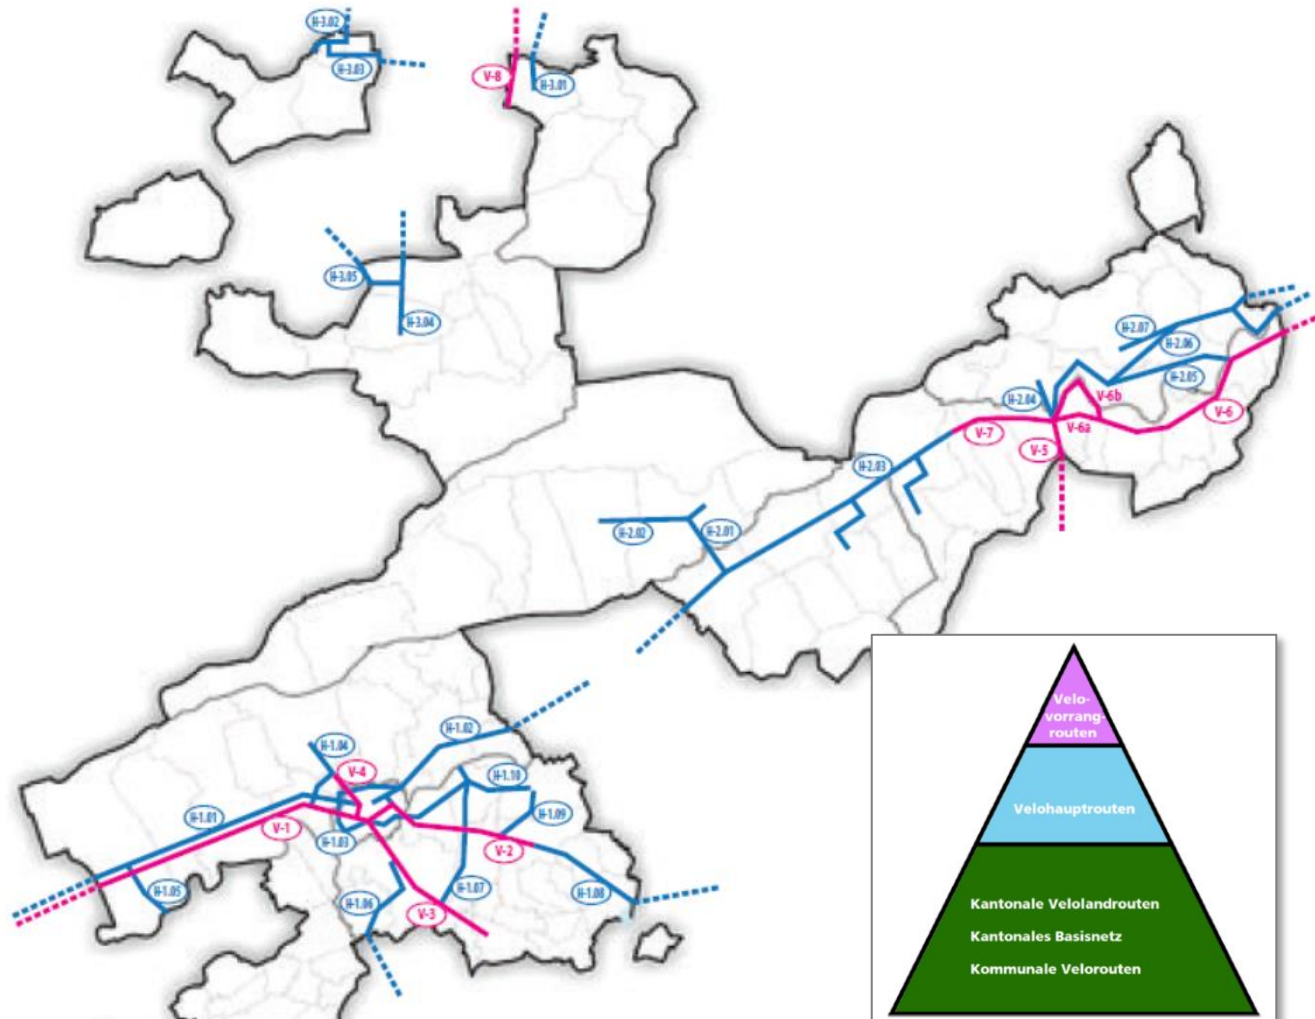 H-3.02
H-3.03
V-8
H-3.01
H-3.05
H-3.04
H-2.07
H-2.06
H-2.05
H-2.04
V-6b
V-6
V-6a
V-7
V-5
H-2.03
H-2.02
H-2.01
H-1.02
H-1.04
V-4
H-1.10
H-1.01
H-1.09
V-1
H-1.03
V-2
H-1.05
H-1.07
H-1.08
H-1.06
V-3
Velo-
vorrang-
routen
Velohauptrouten
Kantonale Velolandrouten
Kantonales Basisnetz
Kommunale Velorouten